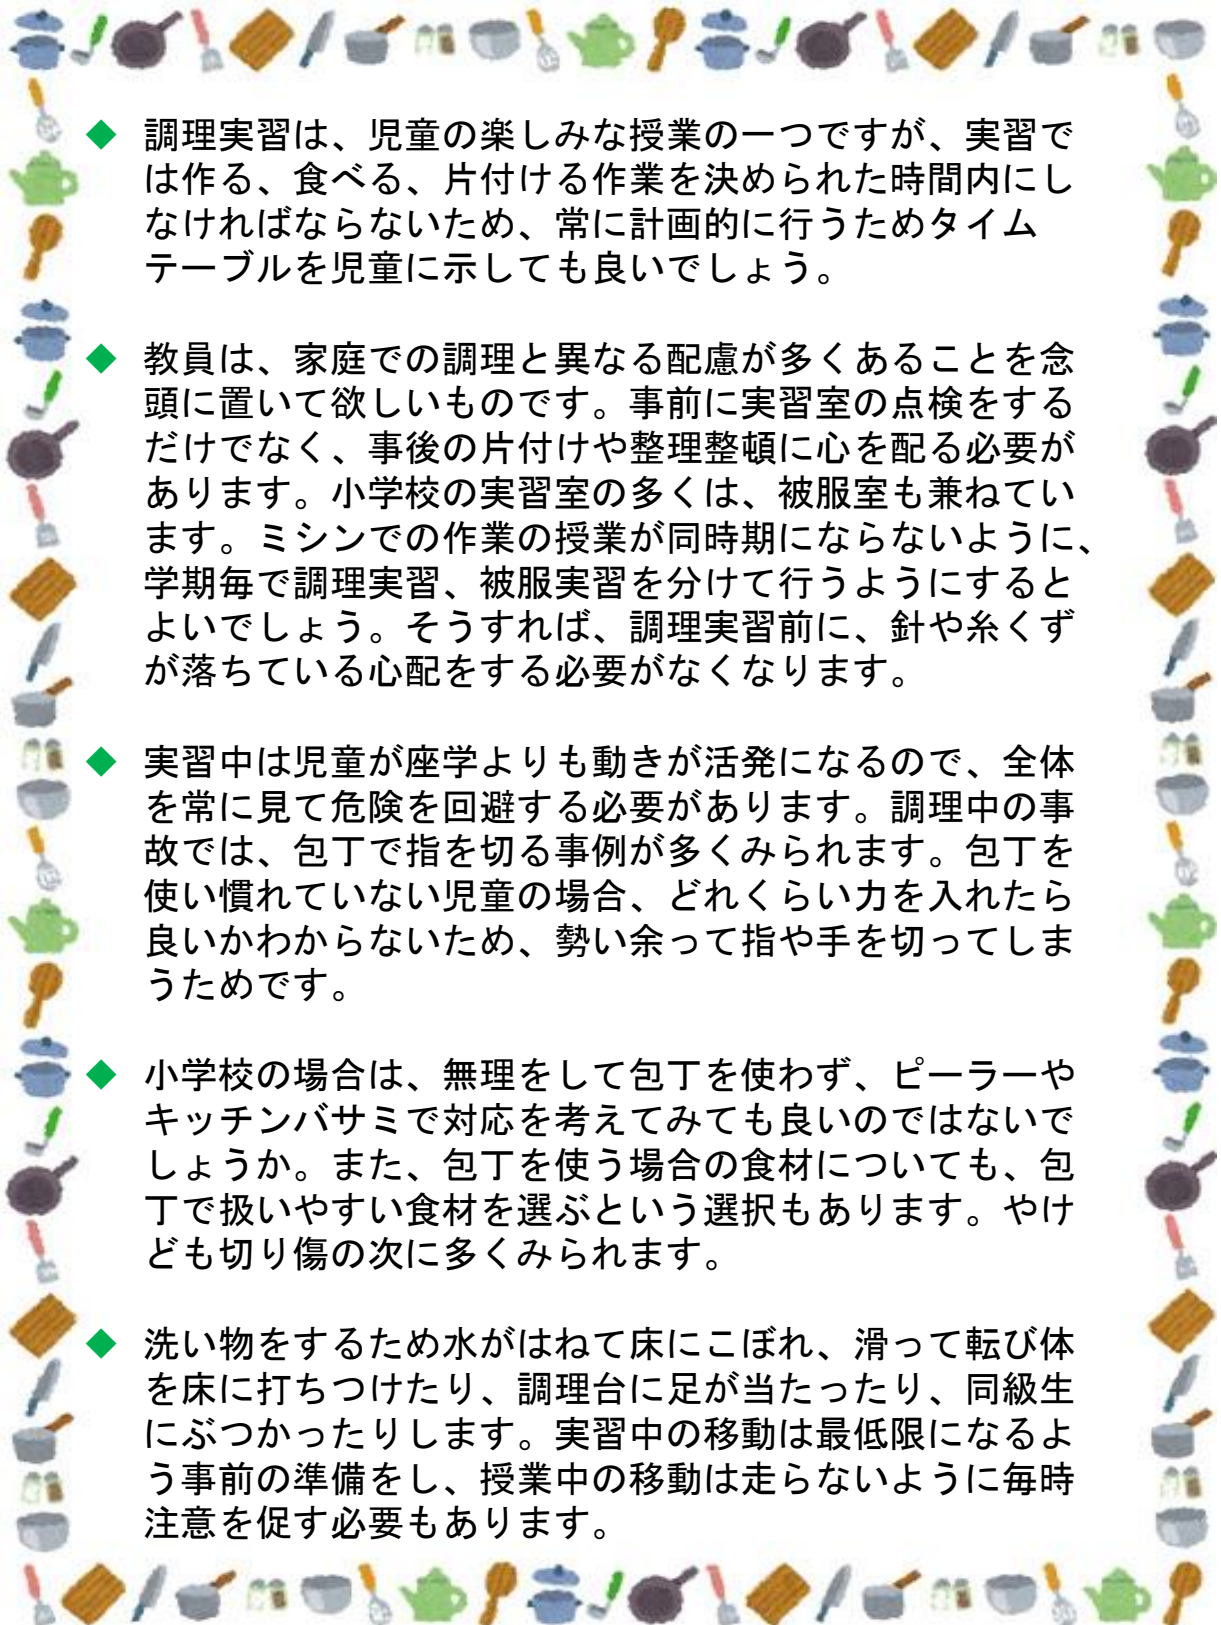 ◆ 調理実習は、児童の楽しみな授業の一つですが、実習で
は作る、食べる、片付ける作業を決められた時間内にし
なければならないため、常に計画的に行うためタイム
テーブルを児童に示しても良いでしょう。
◆ 教員は、家庭での調理と異なる配慮が多くあることを念
頭に置いて欲しいものです。事前に実習室の点検をする
だけでなく、事後の片付けや整理整頓に心を配る必要が
あります。小学校の実習室の多くは、被服室も兼ねてい
ます。ミシンでの作業の授業が同時期にならないように、
学期毎で調理実習、被服実習を分けて行うようにすると
よいでしょう。そうすれば、調理実習前に、針や糸くず
が落ちている心配をする必要がなくなります。
◆ 実習中は児童が座学よりも動きが活発になるので、全体
を常に見て危険を回避する必要があります。調理中の事
故では、包丁で指を切る事例が多くみられます。包丁を
使い慣れていない児童の場合、どれくらい力を入れたら
良いかわからないため、勢い余って指や手を切ってしま
うためです。
◆ 小学校の場合は、無理をして包丁を使わず、ピーラーや
キッチンバサミで対応を考えてみても良いのではないで
しょうか。また、包丁を使う場合の食材についても、包
丁で扱いやすい食材を選ぶという選択もあります。やけ
ども切り傷の次に多くみられます。
◆ 洗い物をするため水がはねて床にこぼれ、滑って転び体
を床に打ちつけたり、調理台に足が当たったり、同級生
にぶつかったりします。実習中の移動は最低限になるよ
う事前の準備をし、授業中の移動は走らないように毎時
注意を促す必要もあります。